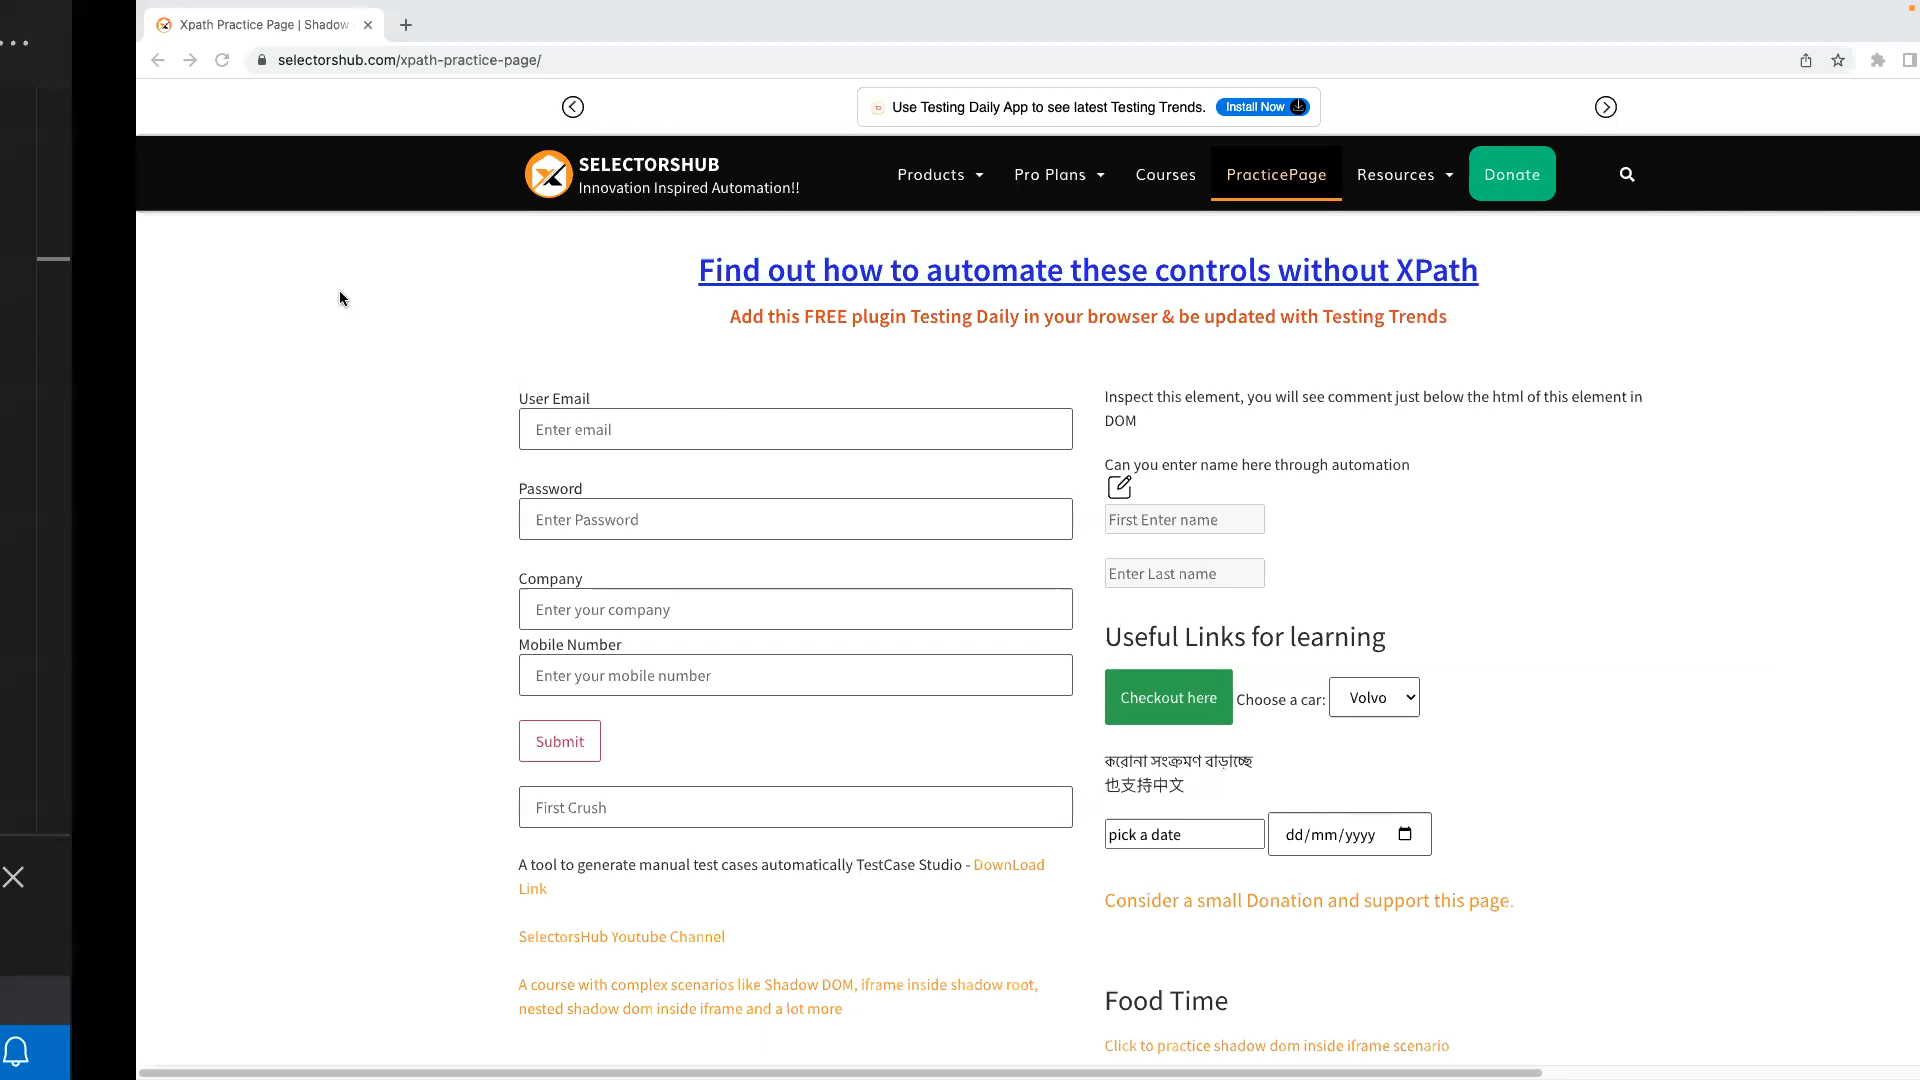 Xpath Practice Page | Shadow
selectorshub.com/xpath-practice-page/
Use Testing Daily App to see latest Testing Trends.
Install Now
SELECTORSHUB
Innovation Inspired Automation!!
Products
Pro Plans
Courses
PracticePage
Resources
Donate
Find out how to automate these controls without XPath
Add this FREE plugin Testing Daily in your browser & be updated with Testing Trends
User Email
Enter email
Password
Enter Password
Company
Enter your company
Mobile Number
Enter your mobile number
Submit
First Crush
A tool to generate manual test cases automatically TestCase Studio - DownLoad
Link
SelectorsHub Youtube Channel
A course with complex scenarios like Shadow DOM, iframe inside shadow root,
nested shadow dom inside iframe and a lot more
Inspect this element, you will see comment just below the html of this element in
DOM
Can you enter name here through automation
First Enter name
Enter Last name
Useful Links for learning
Checkout here
Choose a car:
Volvo
করোনা সংক্রমণ বাড়াচ্ছে
也支持中文
pick a date
dd/mm/yyyy
Consider a small Donation and support this page.
Food Time
Click to practice shadow dom inside iframe scenario